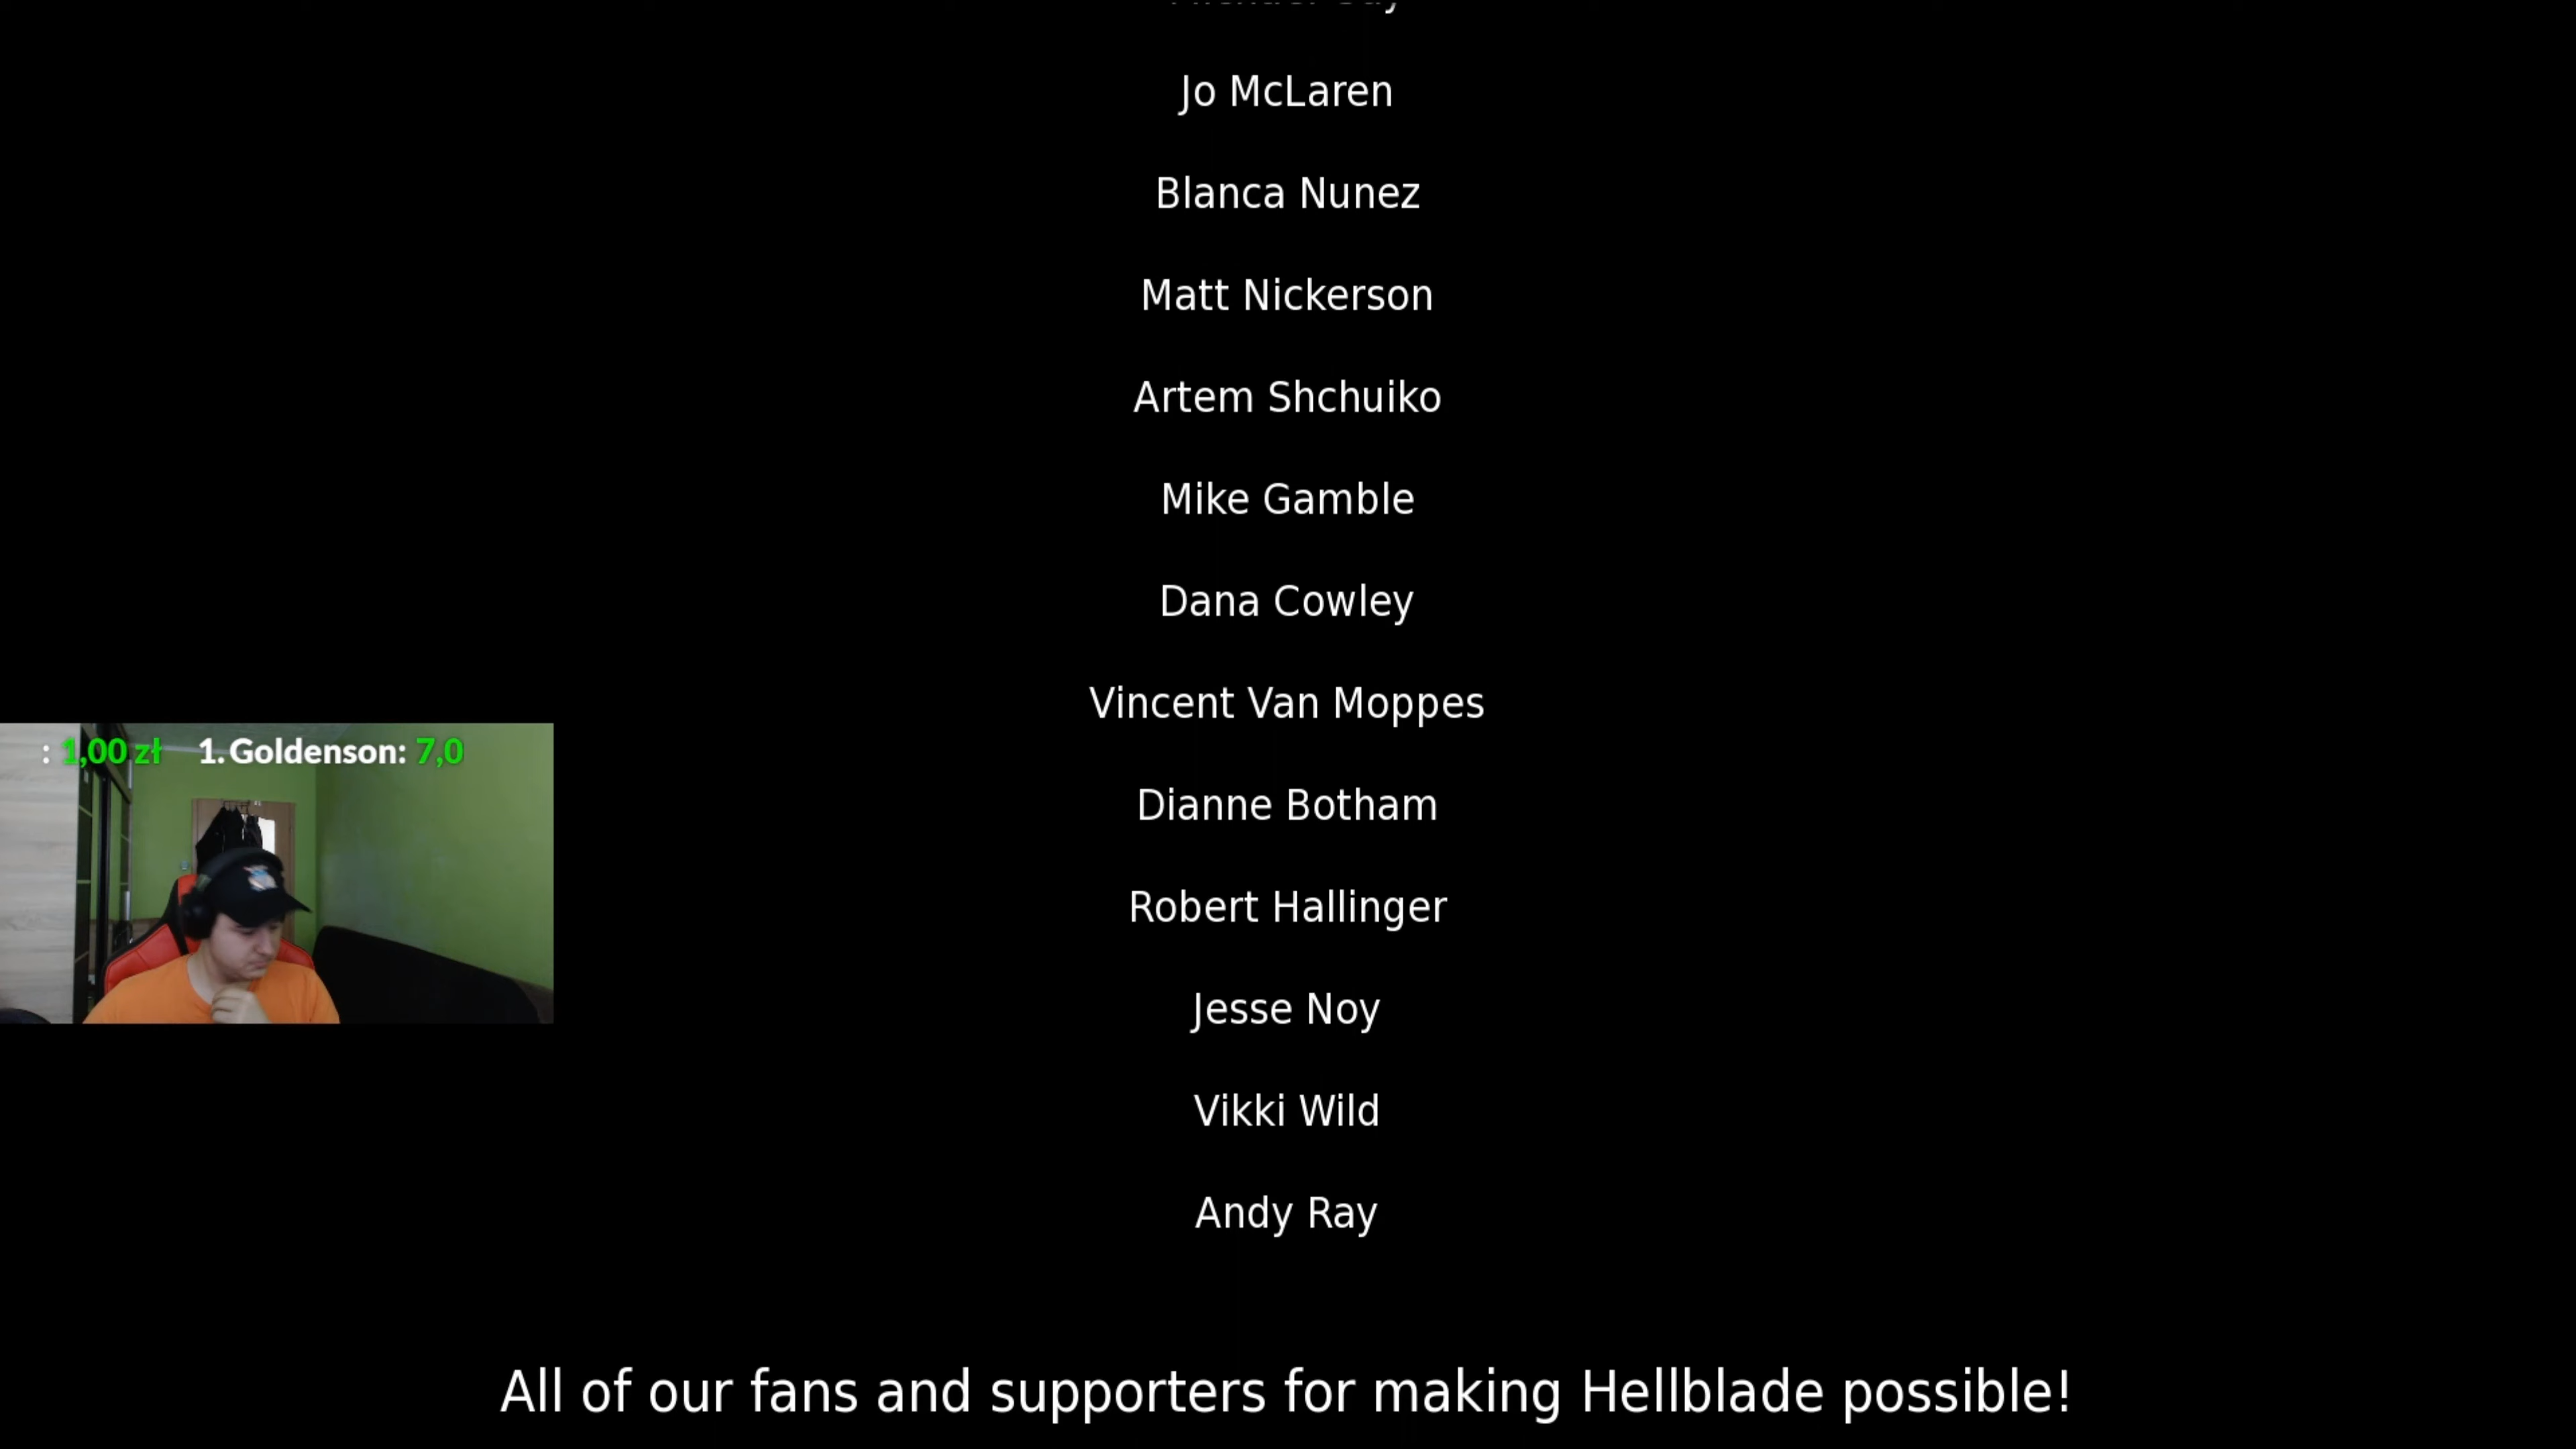 Jo McLaren
Blanca Nunez
Matt Nickerson
Artem Shchuiko
Mike Gamble
Dana Cowley
Vincent Van Moppes
: 1,00 zł 1. Goldenson: 7,0
Dianne Botham
Robert Hallinger
Jesse Noy
Vikki Wild
Andy Ray
All of our fans and supporters for making Hellblade possible!